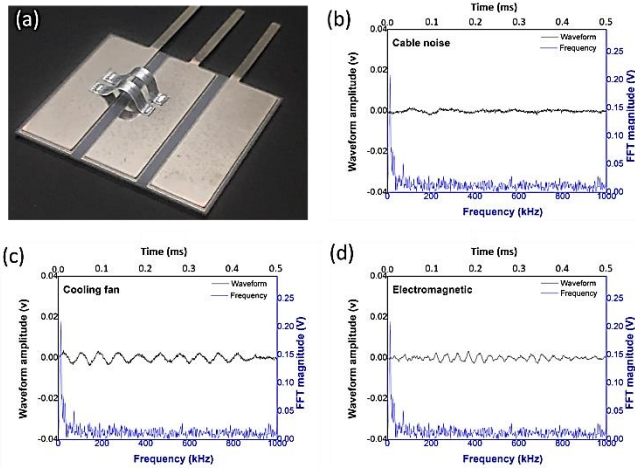 (a)
(b)
Time (ms)
0.0 0.1 0.2 0.3 0.4 0.5
0.04
0.02
0.00
-0.02
-0.04
Waveform amplitude (v)
Cable noise
Waveform
Frequency
0.25
0.20
0.15
0.10
0.05
0.00
FFT magnitude (V)
0 200 400 600 800 1000
Frequency (kHz)
(c)
Time (ms)
0.0 0.1 0.2 0.3 0.4 0.5
0.04
0.02
0.00
-0.02
-0.04
Waveform amplitude (v)
Cooling fan
Waveform
Frequency
0.25
0.20
0.15
0.10
0.05
0.00
FFT magnitude (V)
0 200 400 600 800 1000
Frequency (kHz)
(d)
Time (ms)
0.0 0.1 0.2 0.3 0.4 0.5
0.04
0.02
0.00
-0.02
-0.04
Waveform amplitude (v)
Electromagnetic
Waveform
Frequency
0.25
0.20
0.15
0.10
0.05
0.00
FFT magnitude (V)
0 200 400 600 800 1000
Frequency (kHz)